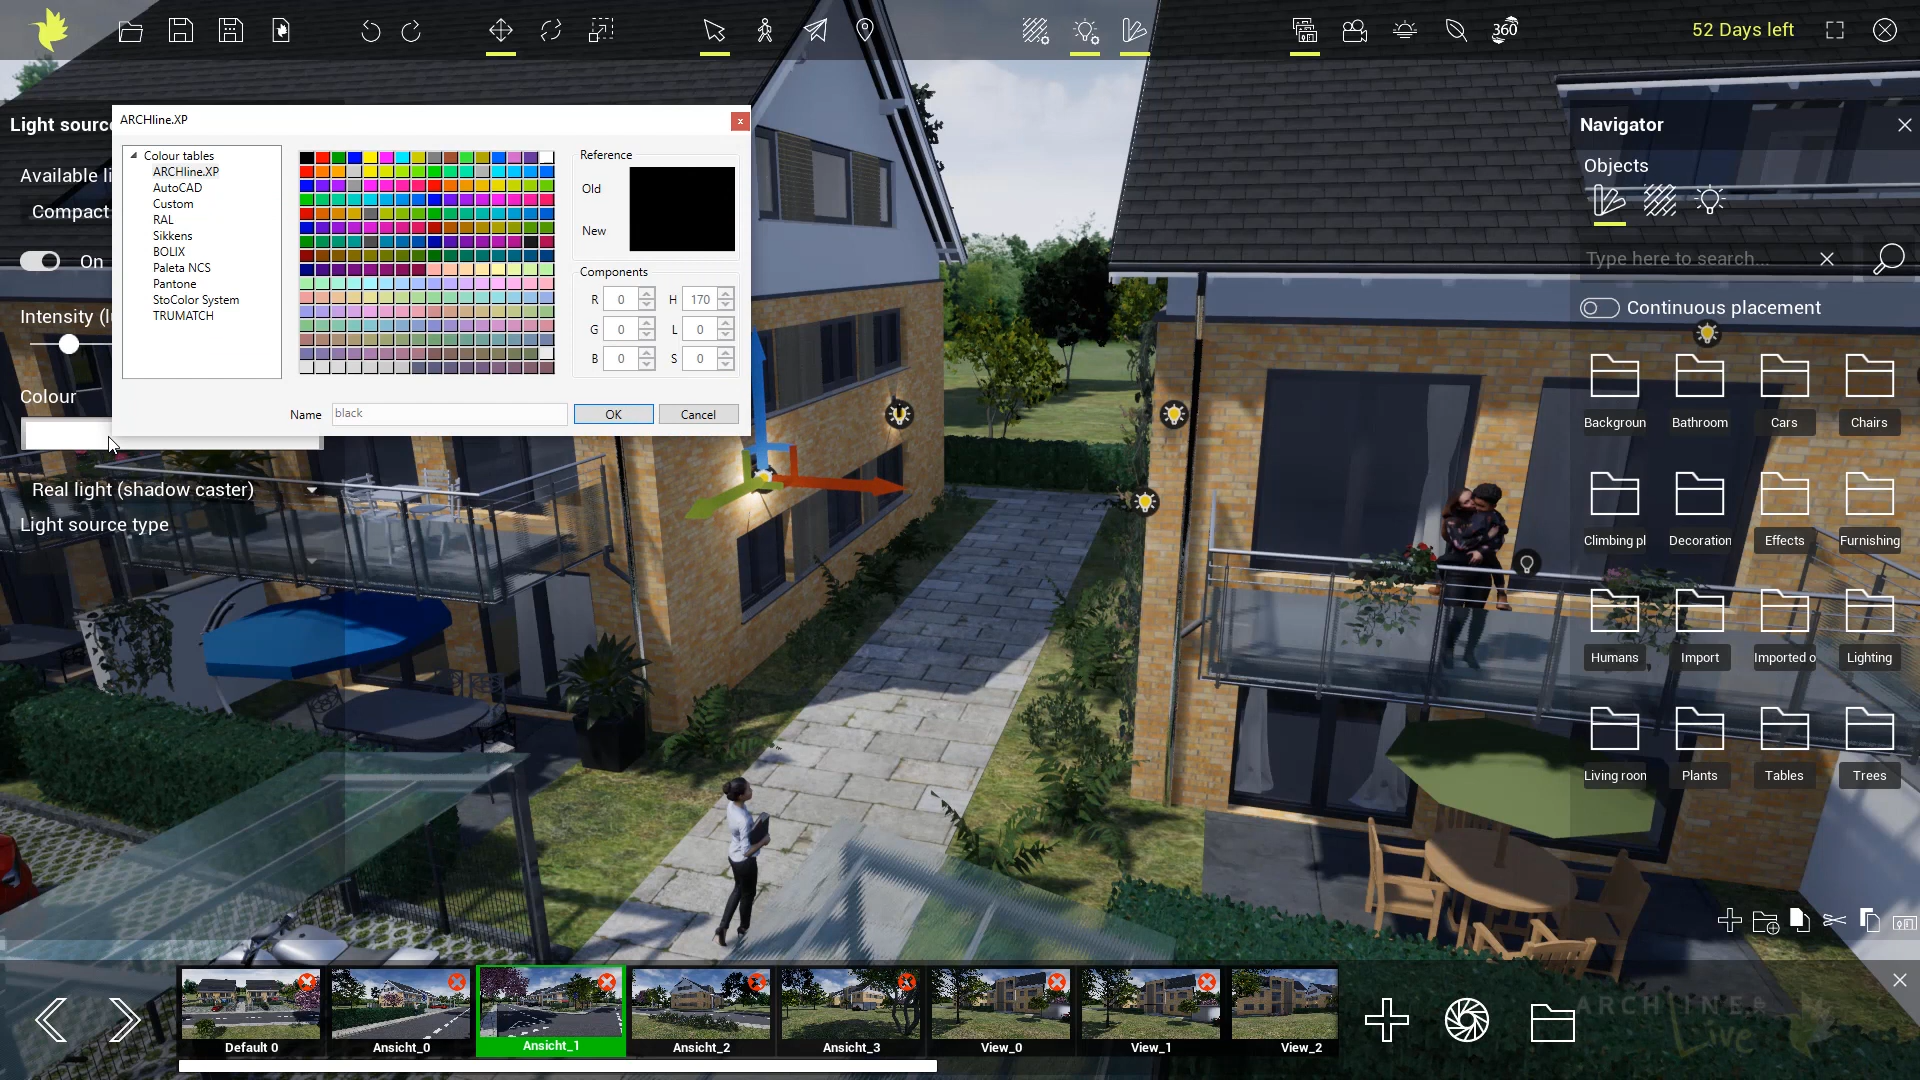 360
52 Days left
Light source
ARCHline.XP
x
Colour tables
ARCHline.XP
AutoCAD
Custom
RAL
Sikkens
BOLIX
Paleta NCS
Pantone
StoColor System
TRUMATCH
Reference
Old
New
Components
R 0 H 170
G 0 L 0
B 0 S 0
Name black OK Cancel
Available li
Compact
On
Intensity (l
Colour
Real light (shadow caster)
Light source type
Navigator
Objects
Type here to search...
Continuous placement
Backgroun Bathroom Cars Chairs
Climbing pl Decoration Effects Furnishing
Humans Import Imported o Lighting
Living roon Plants Tables Trees
Default 0 Ansicht_0 Ansicht_1 Ansicht_2 Ansicht_3 View_0 View_1 View_2
ARCHLINE